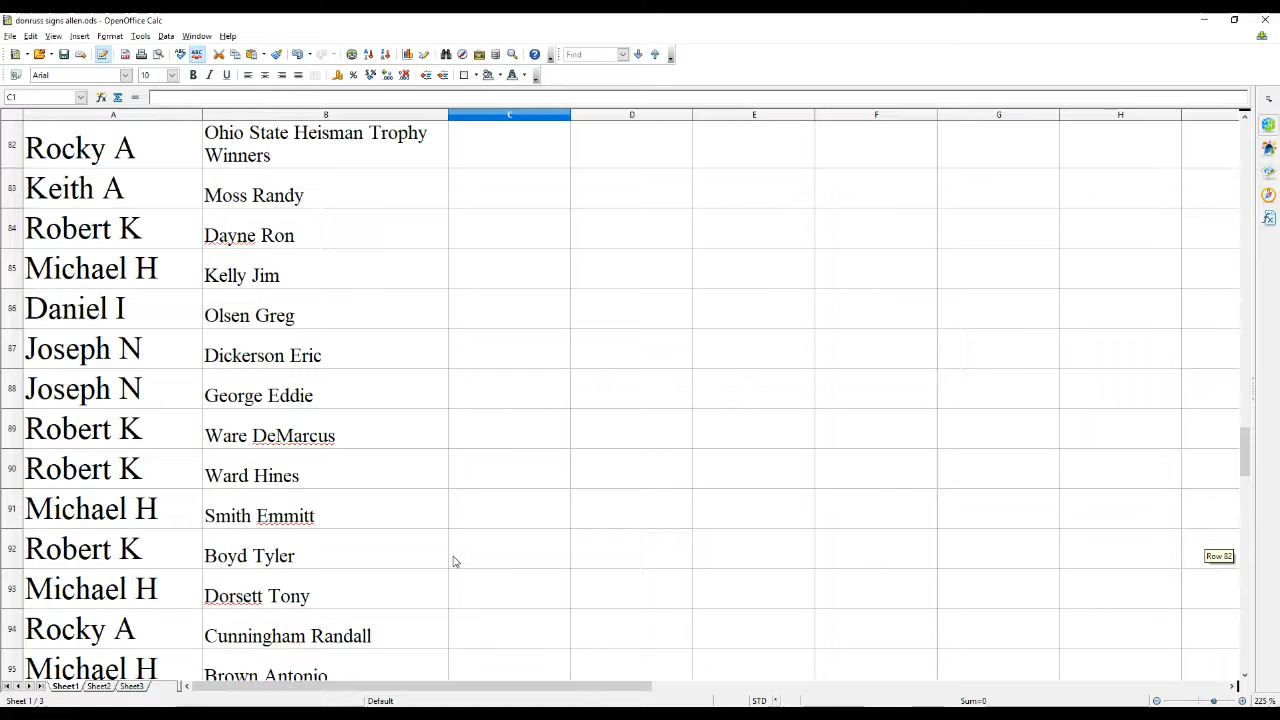 donruss signs allen.ods - OpenOffice Calc
File Edit View Insert Format Tools Data Window Help
Find
Arial 10
C1
A B C D E F G H
82 Rocky A Ohio State Heisman Trophy
Winners
83 Keith A Moss Randy
84 Robert K Dayne Ron
85 Michael H Kelly Jim
86 Daniel I Olsen Greg
87 Joseph N Dickerson Eric
88 Joseph N George Eddie
89 Robert K Ware DeMarcus
90 Robert K Ward Hines
91 Michael H Smith Emmitt
92 Robert K Boyd Tyler
Row 82
93 Michael H Dorsett Tony
94 Rocky A Cunningham Randall
95 Michael H Brown Antonio
Sheet1 Sheet2 Sheet3
Sheet 1 / 3 Default STD * Sum=0 225 %